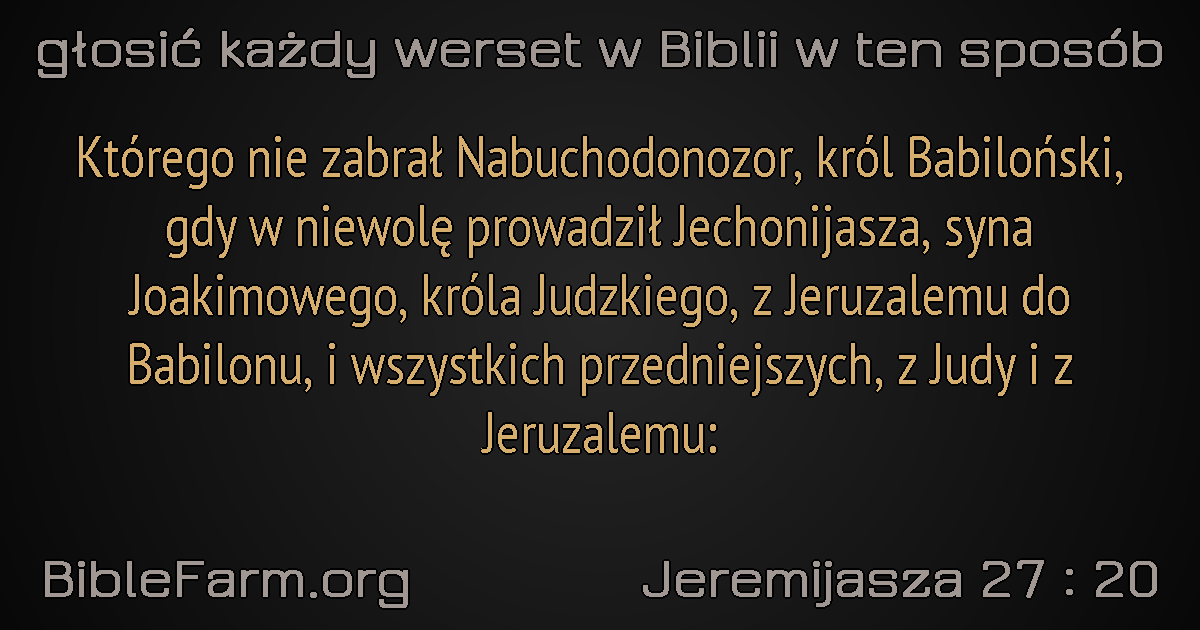 głosić każdy werset w Biblii w ten sposób
Którego nie zabrał Nabuchodonozor, król Babiloński,
gdy w niewolę prowadził Jechonijasza, syna
Joakimowego, króla Judzkiego, z Jeruzalemu do
Babilonu, i wszystkich przedniejszych, z Judy i z
Jeruzalemu:
BibleFarm.org
Jeremijasza 27 : 20